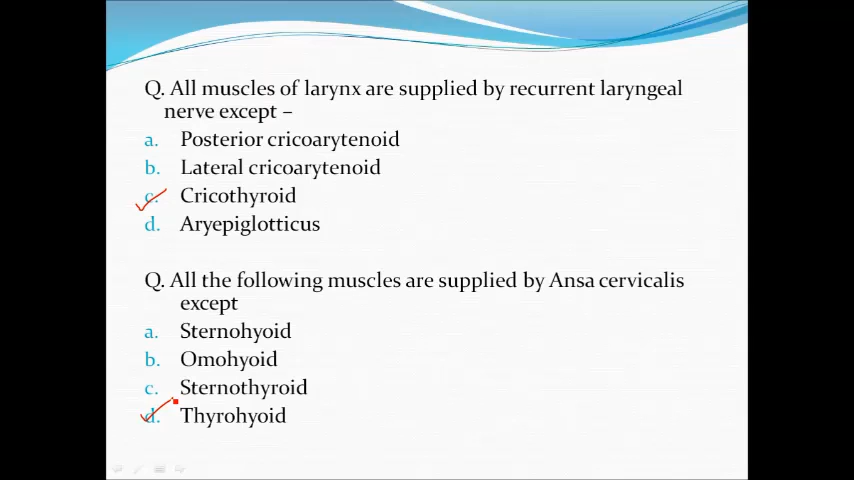 Q. All muscles of larynx are supplied by recurrent laryngeal
nerve except –
a. Posterior cricoarytenoid
b. Lateral cricoarytenoid
c. Cricothyroid
d. Aryepiglotticus
Q. All the following muscles are supplied by Ansa cervicalis
except
a. Sternohyoid
b. Omohyoid
c. Sternothyroid
d. Thyrohyoid